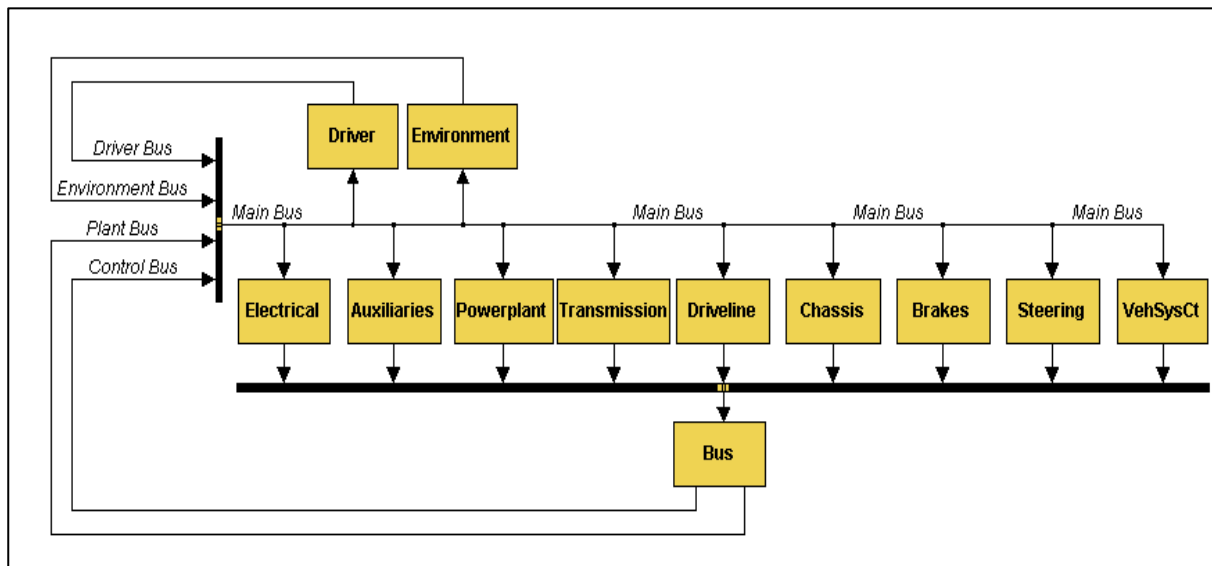 Driver
Environment
Driver Bus
Environment Bus
Main Bus
Main Bus
Main Bus
Main Bus
Plant Bus
Control Bus
Electrical
Auxiliaries
Powerplant
Transmission
Driveline
Chassis
Brakes
Steering
VehSysCt
Bus